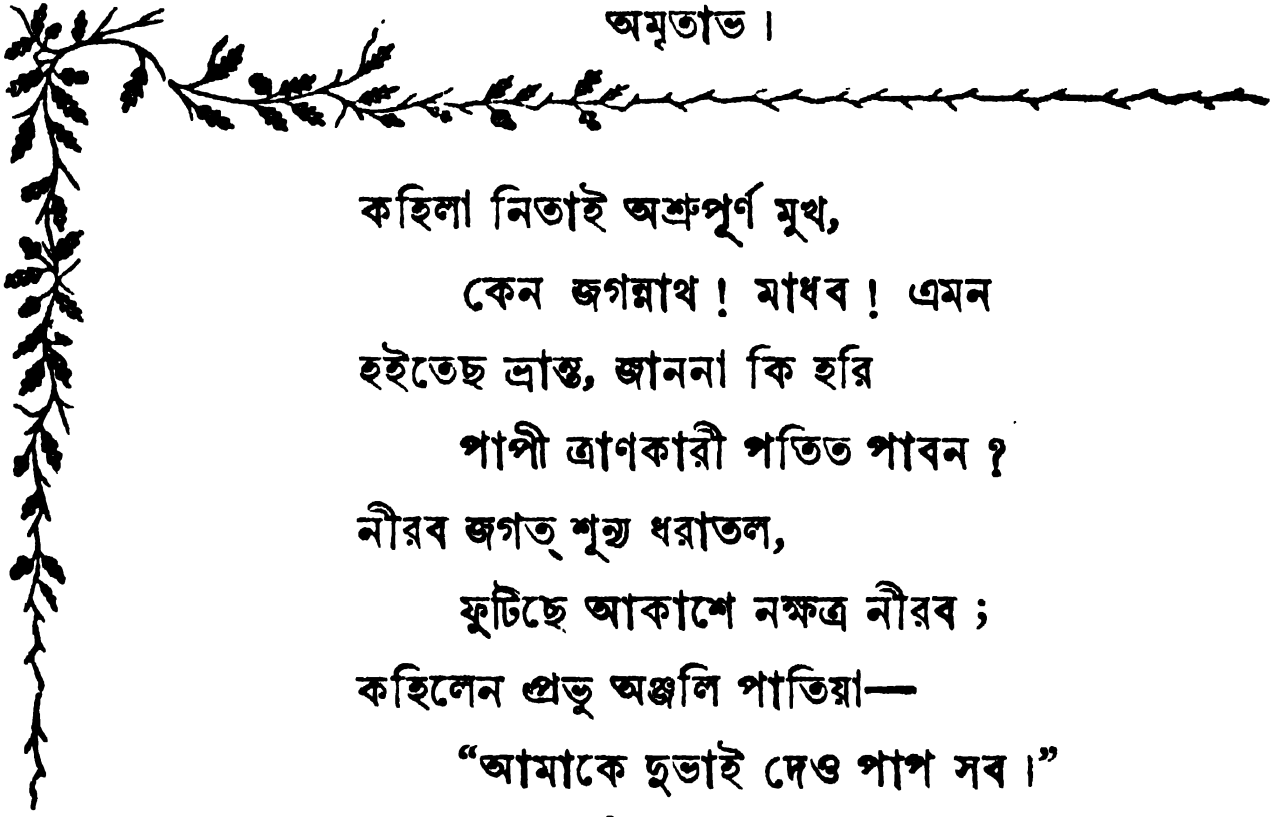 অমৃতাভ।
কহিলা নিতাই অশ্রুপূর্ণ মুখ,
কেন জগন্নাথ! মাধব! এমন
হইতেছ ভ্রান্ত, জাননা কি হরি
পাপী ত্রাণকারী পতিত পাবন?
নীরব জগত্ শূন্য ধরাতল,
ফুটিছে আকাশে নক্ষত্র নীরব;
কহিলেন প্রভু অঞ্জলি পাতিয়া—
“আমাকে দুভাই দেও পাপ সব।”